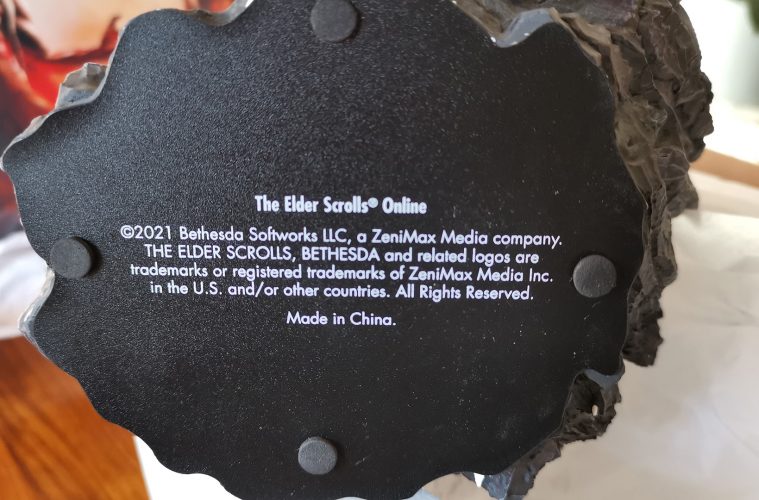 The Elder Scrolls® Online
©2021 Bethesda Softworks LLC, a ZeniMax Media company.
THE ELDER SCROLLS, BETHESDA and related logos are
trademarks or registered trademarks of ZeniMax Media Inc.
in the U.S. and/or other countries. All Rights Reserved.
Made in China.